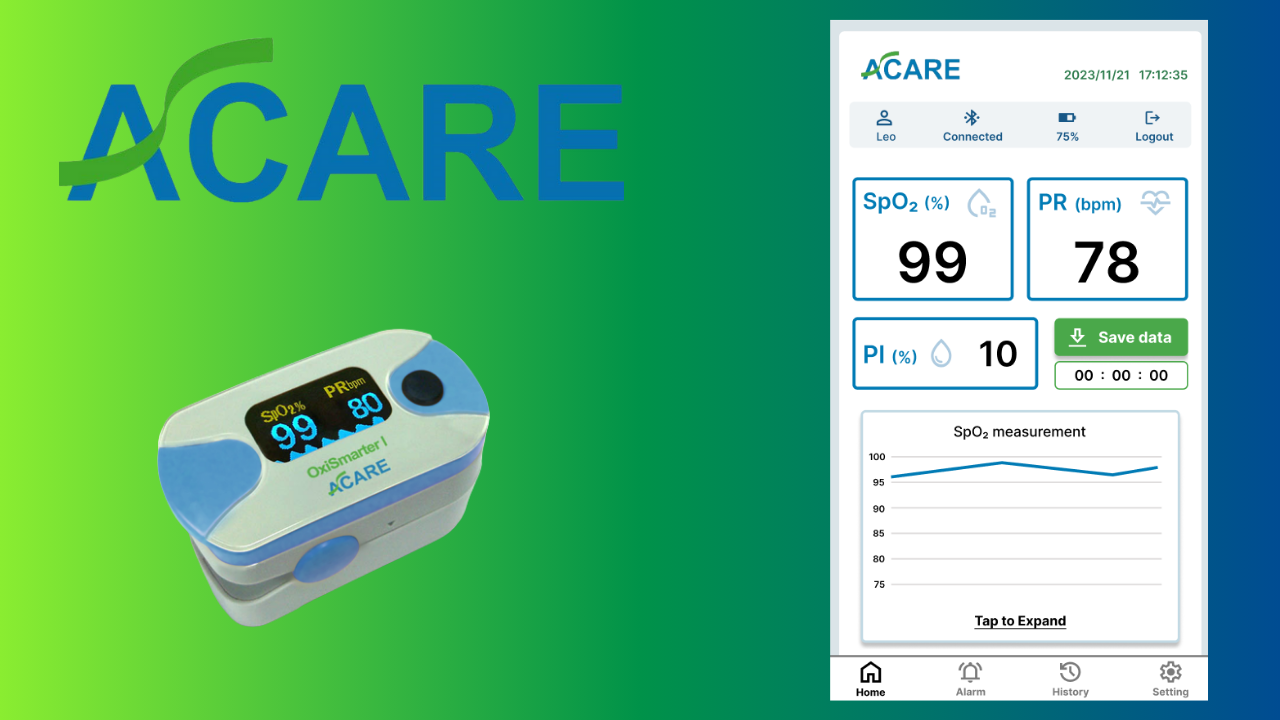 ACARE
SpO₂% PRbpm
99 80
OxiSmarter I
ACARE
ACARE
2023/11/21 17:12:35
Leo Connected 75% Logout
SpO₂ (%) PR (bpm)
99 78
PI (%) 10
Save data
00 : 00 : 00
SpO₂ measurement
100
95
90
85
80
75
Tap to Expand
Home Alarm History Setting